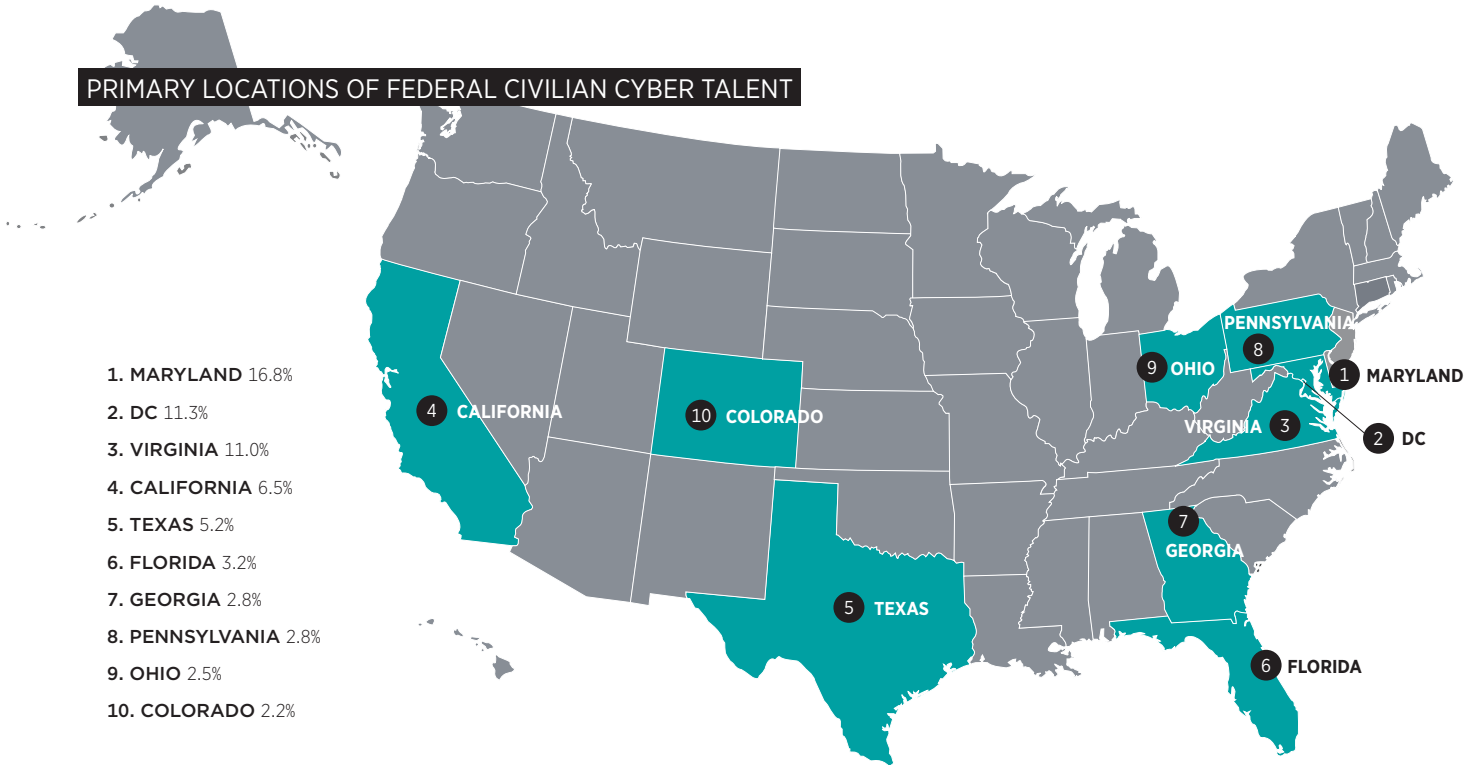 PRIMARY LOCATIONS OF FEDERAL CIVILIAN CYBER TALENT
1. MARYLAND 16.8%
2. DC 11.3%
3. VIRGINIA 11.0%
4. CALIFORNIA 6.5%
5. TEXAS 5.2%
6. FLORIDA 3.2%
7. GEORGIA 2.8%
8. PENNSYLVANIA 2.8%
9. OHIO 2.5%
10. COLORADO 2.2%
PENNSYLVANIA
8
9 OHIO
1 MARYLAND
4 CALIFORNIA
10 COLORADO
VIRGINIA 3
2 DC
7
GEORGIA
5 TEXAS
6 FLORIDA